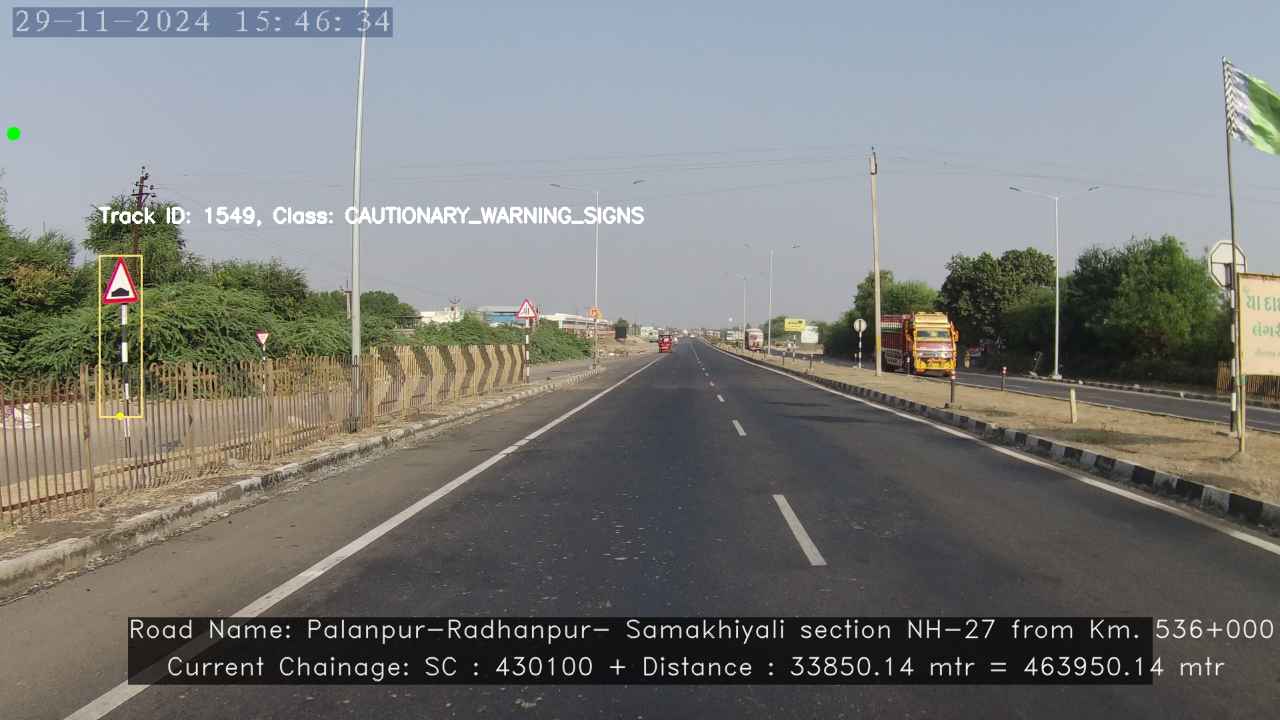 29-11-2024 15:46:34
Track ID: 1549, Class: CAUTIONARY_WARNING_SIGNS
Road Name: Palanpur-Radhanpur- Samakhiyali section NH-27 from Km. 536+000
Current Chainage: SC : 430100 + Distance : 33850.14 mtr = 463950.14 mtr